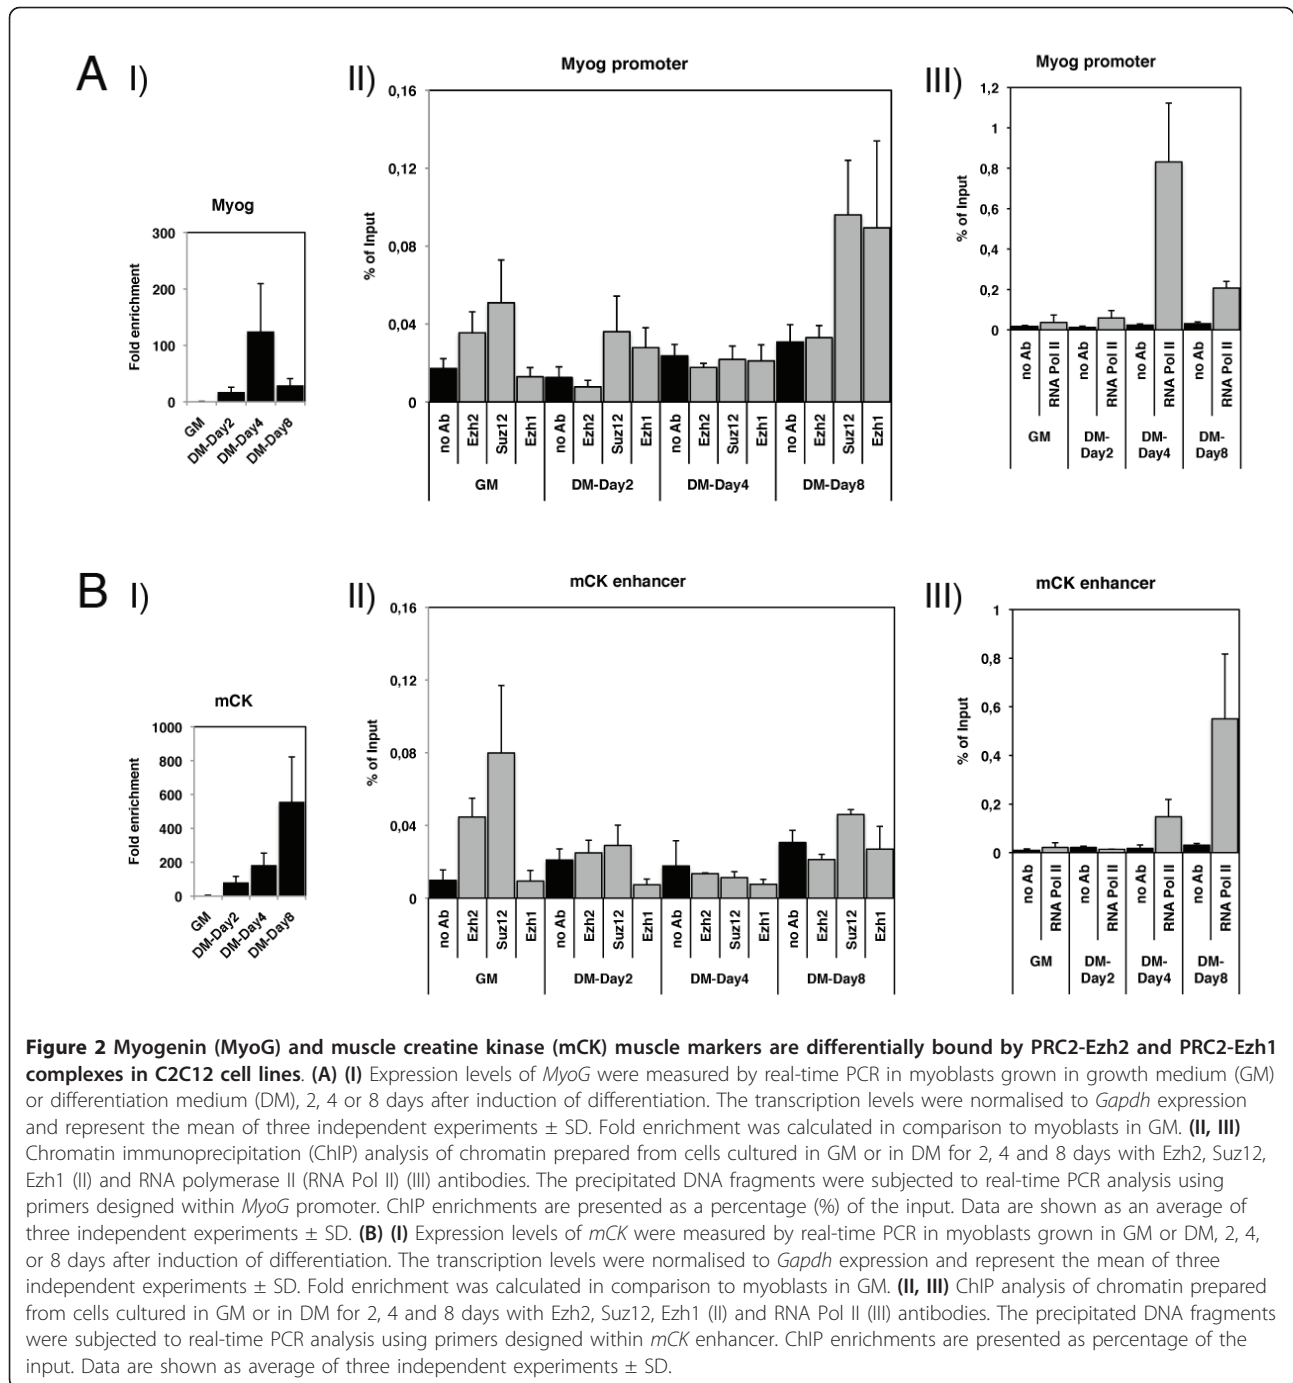 A I) II) III)
Myog
Fold enrichment
300
200
100
0
GM
DM-Day2
DM-Day4
DM-Day8
Myog promoter
% of Input
0,16
0,12
0,08
0,04
0
no Ab Ezh2 Suz12 Ezh1 no Ab Ezh2 Suz12 Ezh1 no Ab Ezh2 Suz12 Ezh1 no Ab Ezh2 Suz12 Ezh1
GM DM-Day2 DM-Day4 DM-Day8
Myog promoter
% of Input
1,2
1
0,8
0,6
0,4
0,2
0
no Ab RNA Pol II no Ab RNA Pol II no Ab RNA Pol II no Ab RNA Pol II
GM DM- DM- DM-
Day2 Day4 Day8
B I) II) III)
mCK
Fold enrichment
1000
800
600
400
200
0
GM
DM-Day2
DM-Day4
DM-Day8
mCK enhancer
% of Input
0,16
0,12
0,08
0,04
0
no Ab Ezh2 Suz12 Ezh1 no Ab Ezh2 Suz12 Ezh1 no Ab Ezh2 Suz12 Ezh1 no Ab Ezh2 Suz12 Ezh1
GM DM-Day2 DM-Day4 DM-Day8
mCK enhancer
% of Input
1
0,8
0,6
0,4
0,2
0
no Ab RNA Pol II no Ab RNA Pol II no Ab RNA Pol II no Ab RNA Pol II
GM DM- DM- DM-
Day2 Day4 Day8
Figure 2 Myogenin (MyoG) and muscle creatine kinase (mCK) muscle markers are differentially bound by PRC2-Ezh2 and PRC2-Ezh1
complexes in C2C12 cell lines. (A) (I) Expression levels of MyoG were measured by real-time PCR in myoblasts grown in growth medium (GM)
or differentiation medium (DM), 2, 4 or 8 days after induction of differentiation. The transcription levels were normalised to Gapdh expression
and represent the mean of three independent experiments ± SD. Fold enrichment was calculated in comparison to myoblasts in GM. (II, III)
Chromatin immunoprecipitation (ChIP) analysis of chromatin prepared from cells cultured in GM or in DM for 2, 4 and 8 days with Ezh2, Suz12,
Ezh1 (II) and RNA polymerase II (RNA Pol II) (III) antibodies. The precipitated DNA fragments were subjected to real-time PCR analysis using
primers designed within MyoG promoter. ChIP enrichments are presented as a percentage (%) of the input. Data are shown as an average of
three independent experiments ± SD. (B) (I) Expression levels of mCK were measured by real-time PCR in myoblasts grown in GM or DM, 2, 4,
or 8 days after induction of differentiation. The transcription levels were normalised to Gapdh expression and represent the mean of three
independent experiments ± SD. Fold enrichment was calculated in comparison to myoblasts in GM. (II, III) ChIP analysis of chromatin prepared
from cells cultured in GM or in DM for 2, 4 and 8 days with Ezh2, Suz12, Ezh1 (II) and RNA Pol II (III) antibodies. The precipitated DNA fragments
were subjected to real-time PCR analysis using primers designed within mCK enhancer. ChIP enrichments are presented as percentage of the
input. Data are shown as average of three independent experiments ± SD.